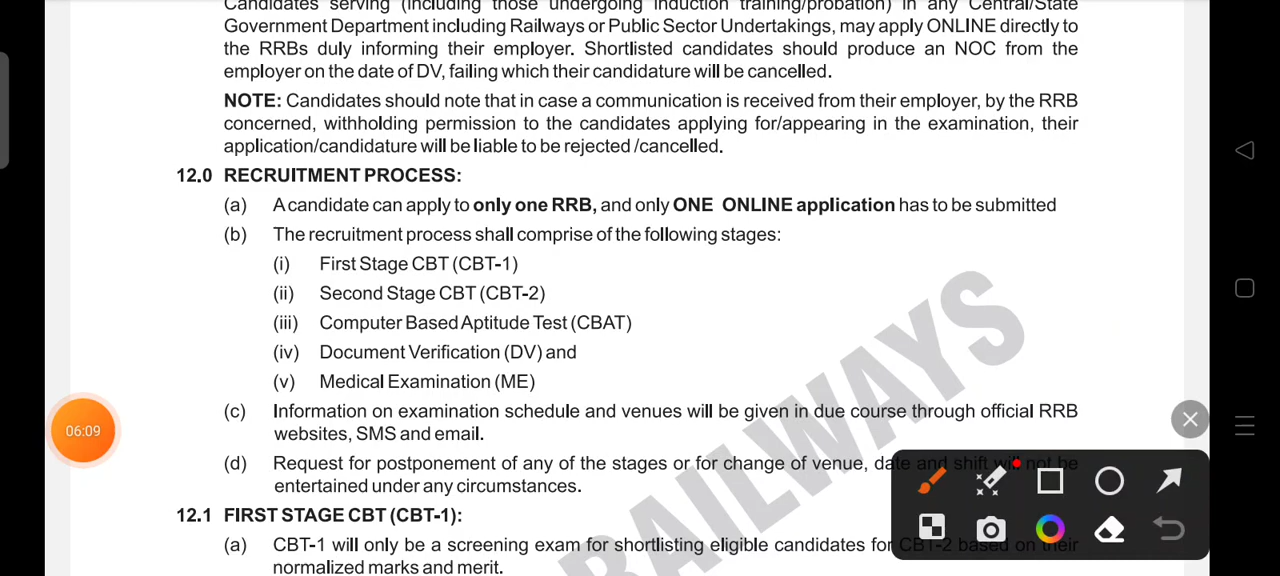 Candidates serving (including those undergoing induction training/probation) in any Central/State
Government Department including Railways or Public Sector Undertakings, may apply ONLINE directly to
the RRBs duly informing their employer. Shortlisted candidates should produce an NOC from the
employer on the date of DV, failing which their candidature will be cancelled.
NOTE: Candidates should note that in case a communication is received from their employer, by the RRB
concerned, withholding permission to the candidates applying for/appearing in the examination, their
application/candidature will be liable to be rejected /cancelled.
12.0 RECRUITMENT PROCESS:
(a) A candidate can apply to only one RRB, and only ONE ONLINE application has to be submitted
(b) The recruitment process shall comprise of the following stages:
(i) First Stage CBT (CBT-1)
(ii) Second Stage CBT (CBT-2)
(iii) Computer Based Aptitude Test (CBAT)
(iv) Document Verification (DV) and
(v) Medical Examination (ME)
(c) Information on examination schedule and venues will be given in due course through official RRB
websites, SMS and email.
06:09
(d) Request for postponement of any of the stages or for change of venue, date and shift will not be
entertained under any circumstances.
12.1 FIRST STAGE CBT (CBT-1):
(a) CBT-1 will only be a screening exam for shortlisting eligible candidates for CBT-2 based on their
normalized marks and merit.
RAILWAYS